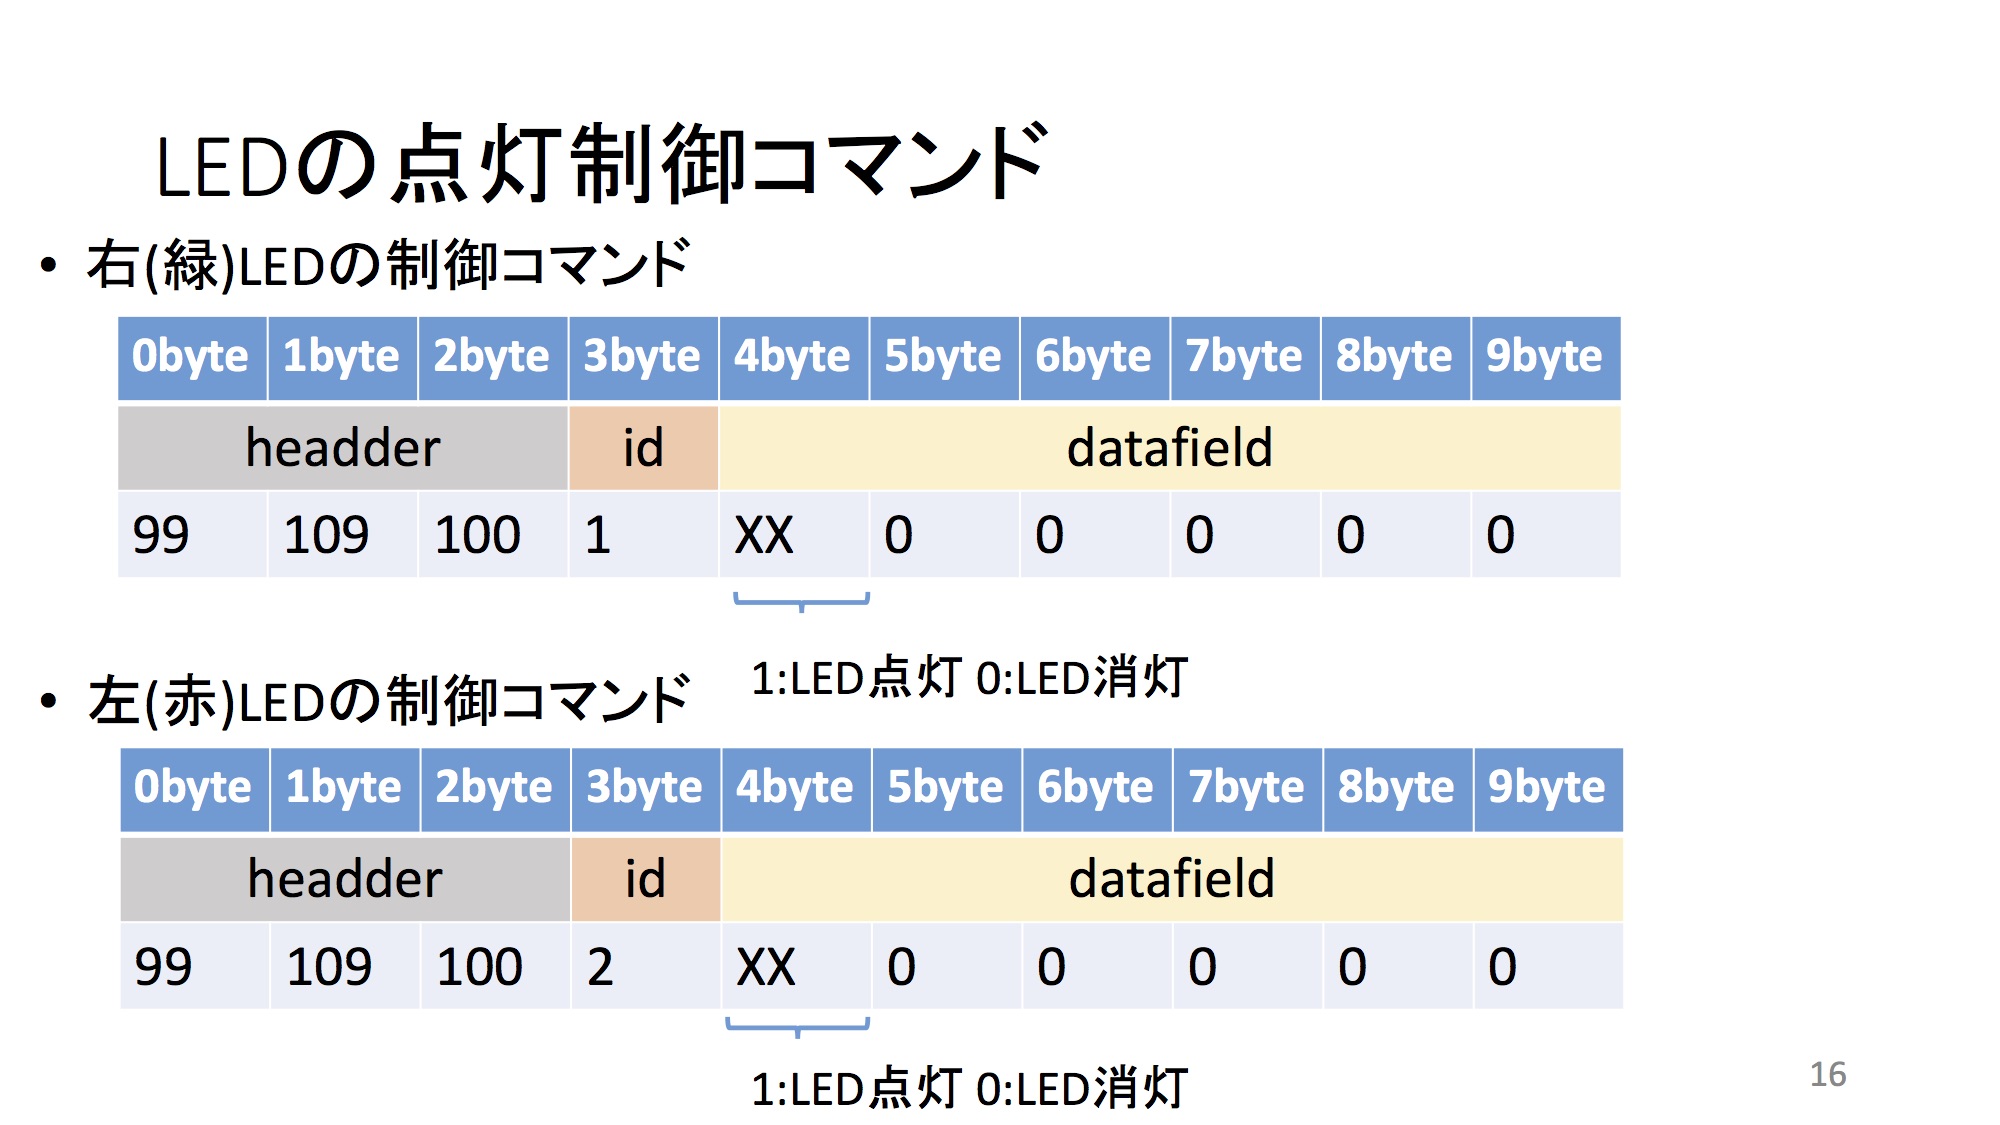 LEDの点灯制御コマンド
• 右(緑)LEDの制御コマンド
0byte 1byte 2byte 3byte 4byte 5byte 6byte 7byte 8byte 9byte
headder id datafield
99 109 100 1 XX 0 0 0 0 0
1:LED点灯 0:LED消灯
• 左(赤)LEDの制御コマンド
0byte 1byte 2byte 3byte 4byte 5byte 6byte 7byte 8byte 9byte
headder id datafield
99 109 100 2 XX 0 0 0 0 0
1:LED点灯 0:LED消灯
16